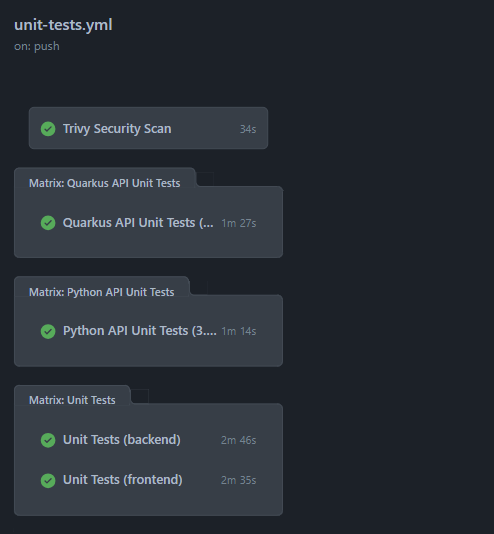 unit-tests.yml
on: push
Trivy Security Scan 34s
Matrix: Quarkus API Unit Tests
Quarkus API Unit Tests (... 1m 27s
Matrix: Python API Unit Tests
Python API Unit Tests (3.... 1m 14s
Matrix: Unit Tests
Unit Tests (backend) 2m 46s
Unit Tests (frontend) 2m 35s